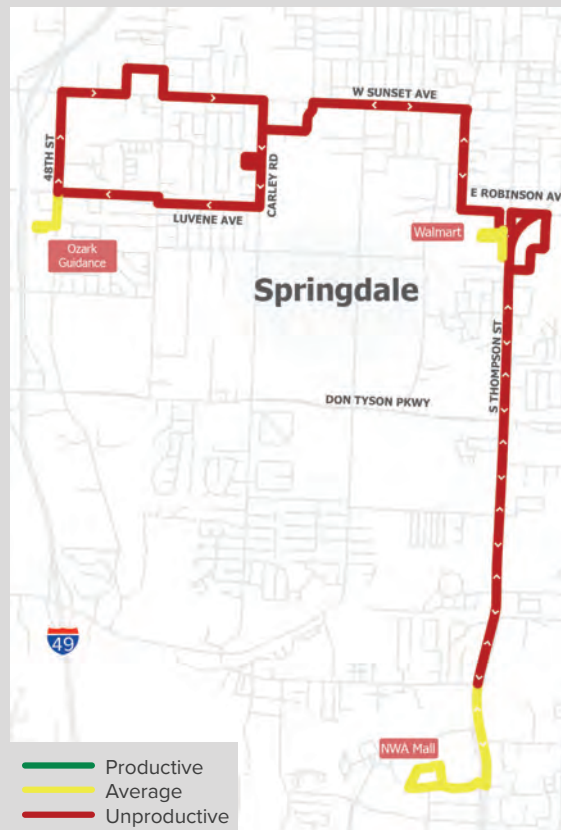 W SUNSET AVE
48TH ST
CARLEY RD
E ROBINSON AV
LUVENE AVE
Walmart
Ozark
Guidance
Springdale
S THOMPSON ST
DON TYSON PKWY
49
NWA Mall
Productive
Average
Unproductive